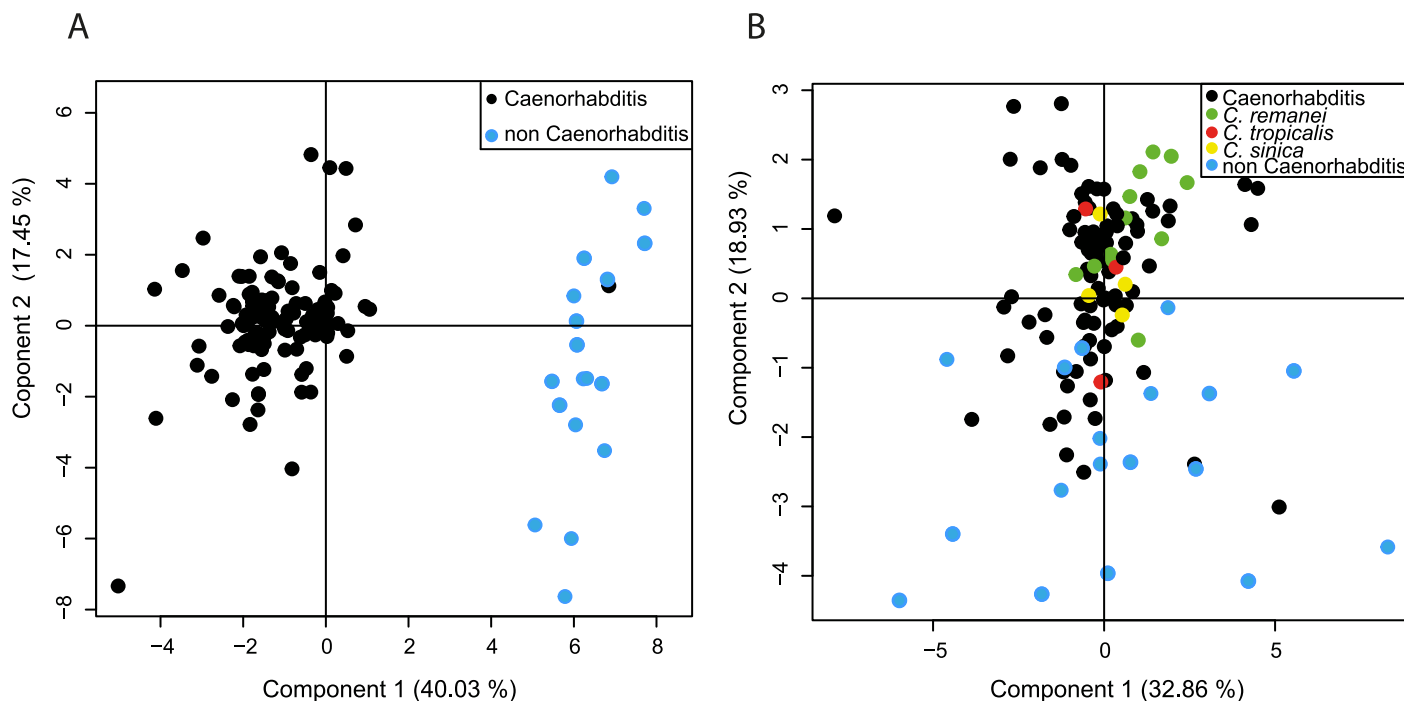 A
Coponent 2 (17.45 %)
6
4
2
0
−2
−4
−6
−8
Caenorhabditis
non Caenorhabditis
−4
−2
0
2
4
6
8
Component 1 (40.03 %)
B
Component 2 (18.93 %)
3
2
1
0
−1
−2
−3
−4
Caenorhabditis
C. remanei
C. tropicalis
C. sinica
non Caenorhabditis
−5
0
5
Component 1 (32.86 %)